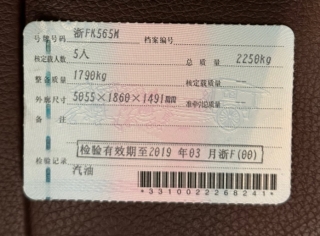 号牌号码 浙FK565M 档案编号
核定载人数 5人 总质量 2250kg
整备质量 1790kg 核定载质量 --
外廓尺寸 5055×1860×1491mm 准牵引总质量 --
备注
检验有效期至2019年03月浙F(00)
检验记录
汽油
*3310022268241*